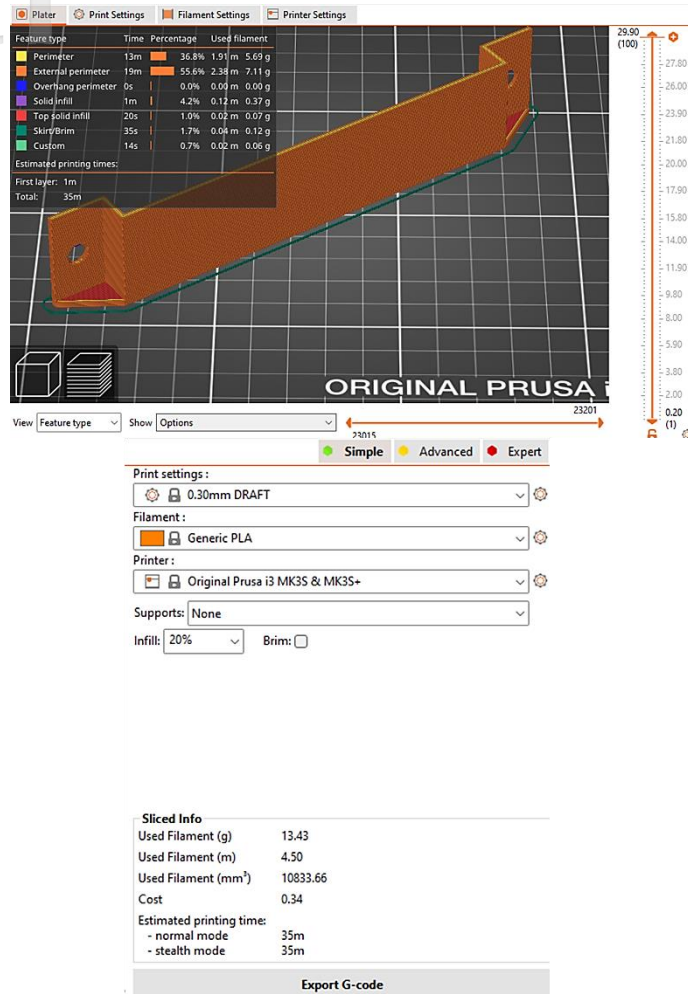 Plater Print Settings Filament Settings Printer Settings
Feature type Time Percentage Used filament
Perimeter 13m 36.8% 1.91 m 5.69 g
External perimeter 19m 55.6% 2.38 m 7.11 g
Overhang perimeter 0s 0.0% 0.00 m 0.00 g
Solid infill 1m 4.2% 0.12 m 0.37 g
Top solid infill 20s 1.0% 0.02 m 0.07 g
Skirt/Brim 35s 1.7% 0.04 m 0.12 g
Custom 14s 0.7% 0.02 m 0.06 g
Estimated printing times:
First layer: 1m
Total: 35m
29.90
(100)
27.80
26.00
23.90
21.80
20.00
17.90
15.80
14.00
11.90
9.80
8.00
5.90
3.80
2.00
0.20
(1)
ORIGINAL PRUSA i
View Feature type Show Options
23201
23015
Simple Advanced Expert
Print settings :
0.30mm DRAFT
Filament :
Generic PLA
Printer :
Original Prusa i3 MK3S & MK3S+
Supports: None
Infill: 20% Brim:
Sliced Info
Used Filament (g) 13.43
Used Filament (m) 4.50
Used Filament (mm³) 10833.66
Cost 0.34
Estimated printing time:
- normal mode 35m
- stealth mode 35m
Export G-code